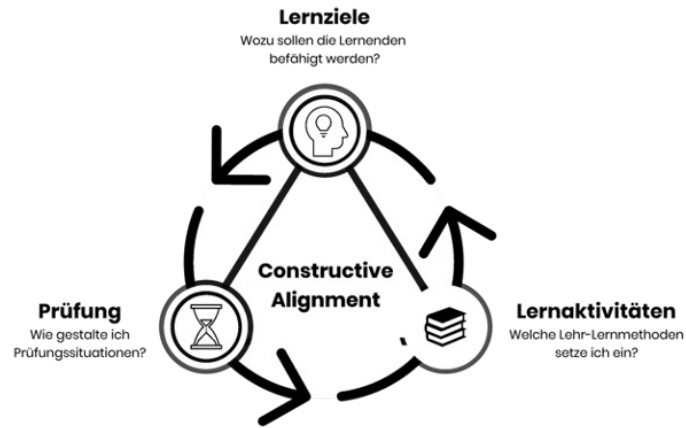 Lernziele
Wozu sollen die Lernenden
befähigt werden?
Constructive
Alignment
Prüfung
Wie gestalte ich
Prüfungssituationen?
Lernaktivitäten
Welche Lehr-Lernmethoden
setze ich ein?